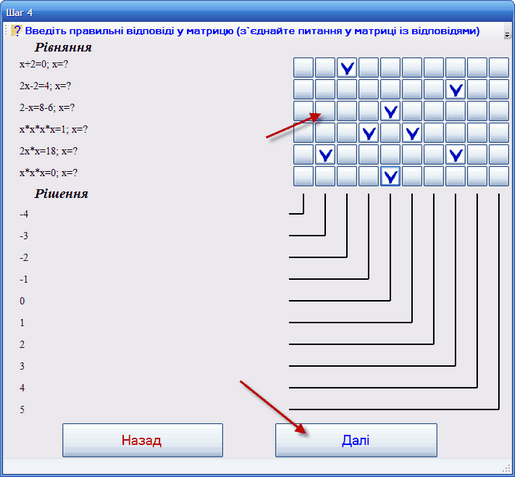 Шаг 4
Введіть правильні відповіді у матрицю (з`єднайте питання у матриці із відповідями)
Рівняння
x+2=0; x=?
2x-2=4; x=?
2-x=8-6; x=?
x*x*x*x=1; x=?
2x*x=18; x=?
x*x*x=0; x=?
Рішення
-4
-3
-2
-1
0
1
2
3
4
5
Назад
Далі